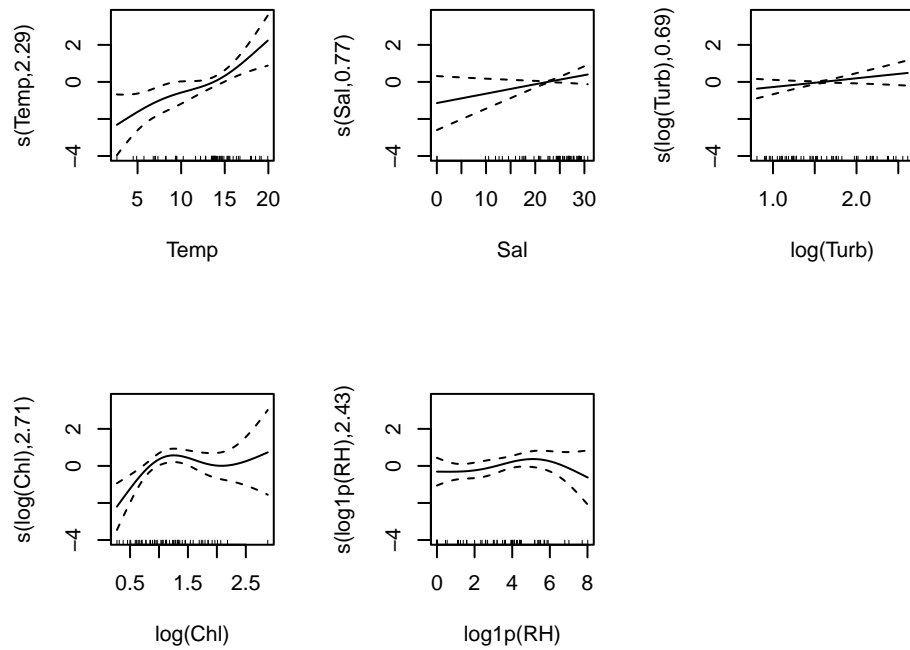 s(Temp,2.29)
2
0
−4
5 10 15 20
Temp
s(Sal,0.77)
2
0
−4
0 10 20 30
Sal
s(log(Turb),0.69)
2
0
−4
1.0 2.0
log(Turb)
s(log(Chl),2.71)
2
0
−4
0.5 1.5 2.5
log(Chl)
s(log1p(RH),2.43)
2
0
−4
0 2 4 6 8
log1p(RH)